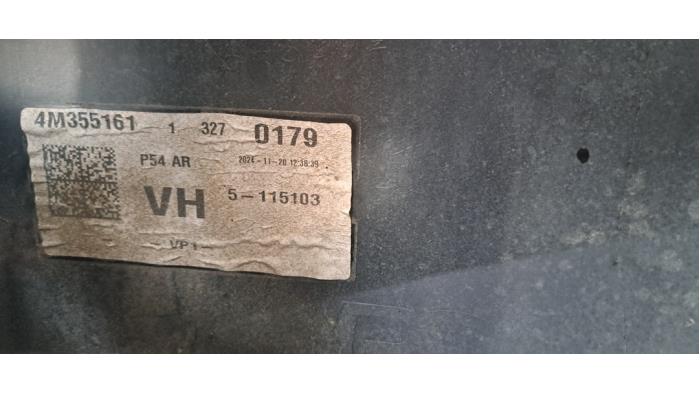 4M355161 1 327 0179
P54 AR 2024-11-20 12:38:39
VH 5-115103
- VP1 -